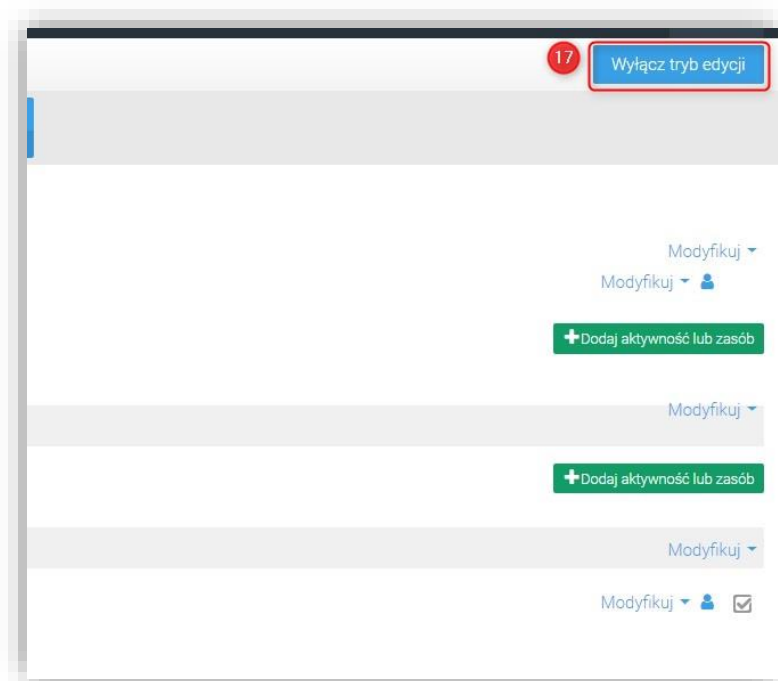 17 Wyłącz tryb edycji
Modyfikuj
Modyfikuj
Dodaj aktywność lub zasób
Modyfikuj
Dodaj aktywność lub zasób
Modyfikuj
Modyfikuj